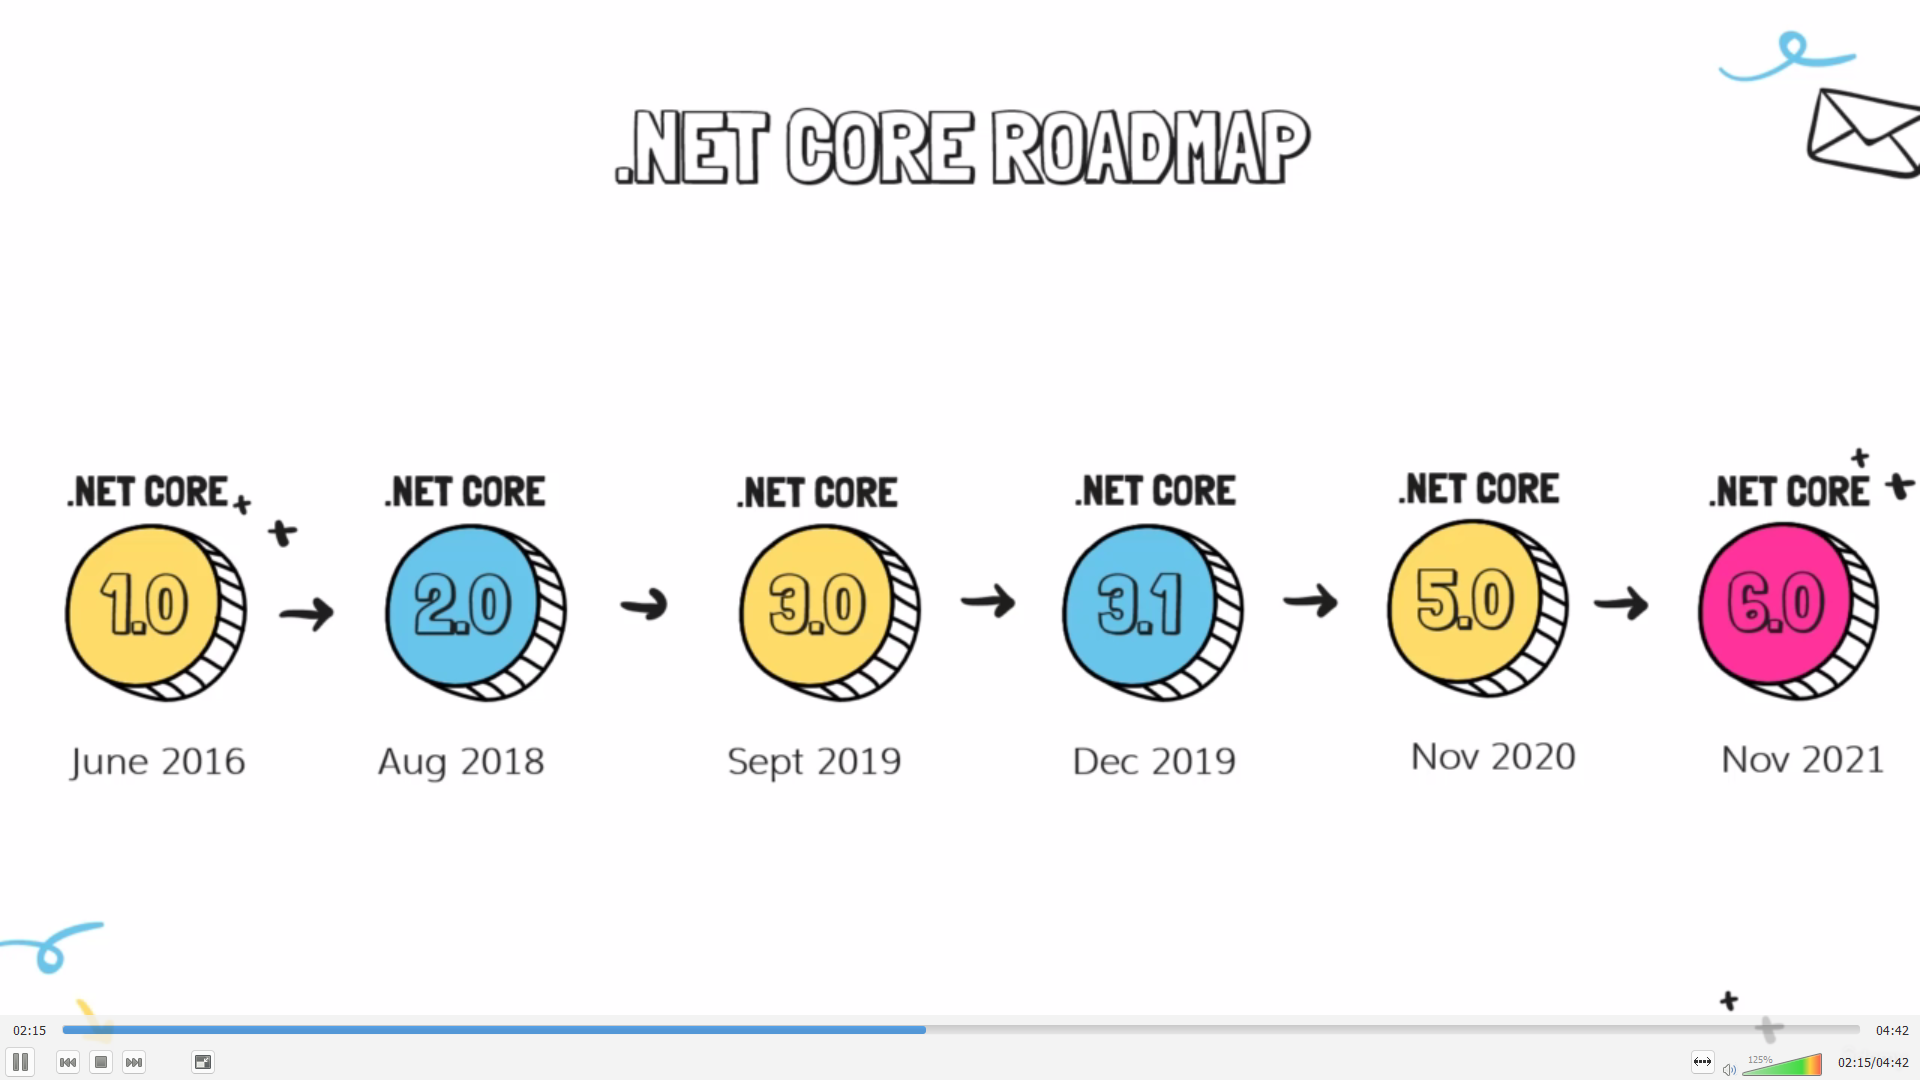 .NET CORE ROADMAP
.NET CORE .NET CORE .NET CORE .NET CORE .NET CORE .NET CORE
1.0 2.0 3.0 3.1 5.0 6.0
June 2016 Aug 2018 Sept 2019 Dec 2019 Nov 2020 Nov 2021
02:15 04:42
125% 02:15/04:42